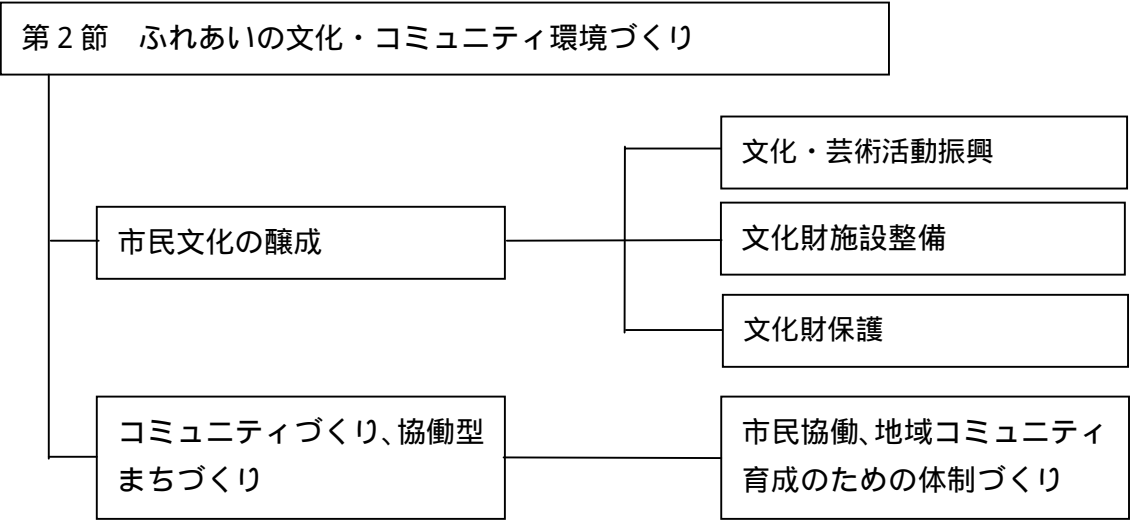 第２節　ふれあいの文化・コミュニティ環境づくり
文化・芸術活動振興
市民文化の醸成
文化財施設整備
文化財保護
コミュニティづくり、協働型
まちづくり
市民協働、地域コミュニティ
育成のための体制づくり